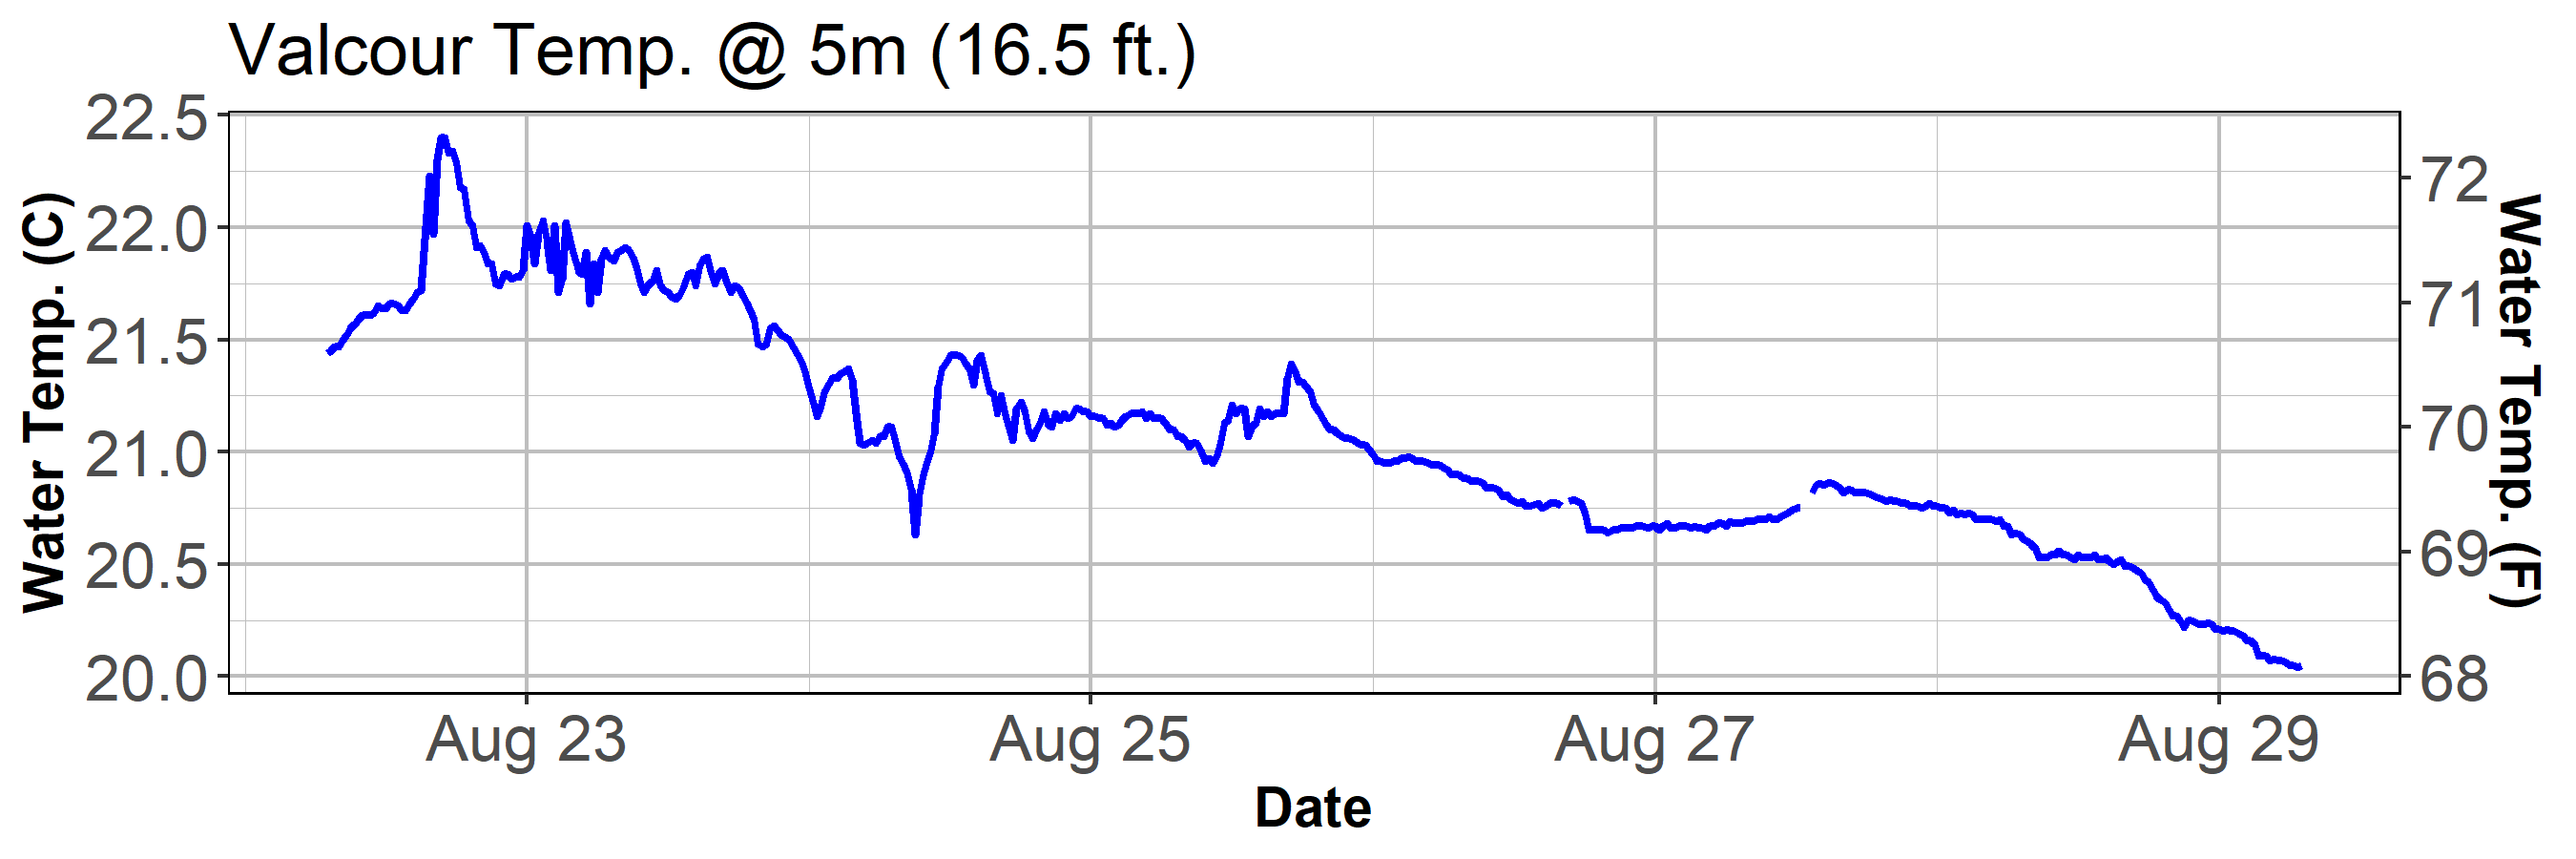 Valcour Temp. @ 5m (16.5 ft.)
Water Temp. (C)
22.5
22.0
21.5
21.0
20.5
20.0
72
71
70
69
68
Water Temp. (F)
Aug 23 Aug 25 Aug 27 Aug 29
Date